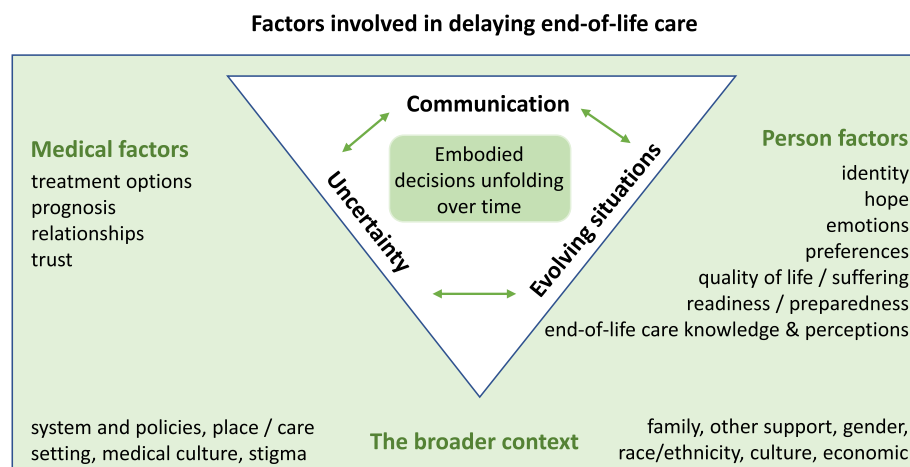 Factors involved in delaying end-of-life care
Communication
Embodied
decisions unfolding
over time
Uncertainty
Evolving situations
Medical factors
treatment options
prognosis
relationships
trust
Person factors
identity
hope
emotions
preferences
quality of life / suffering
readiness / preparedness
end-of-life care knowledge & perceptions
system and policies, place / care
setting, medical culture, stigma
The broader context
family, other support, gender,
race/ethnicity, culture, economic